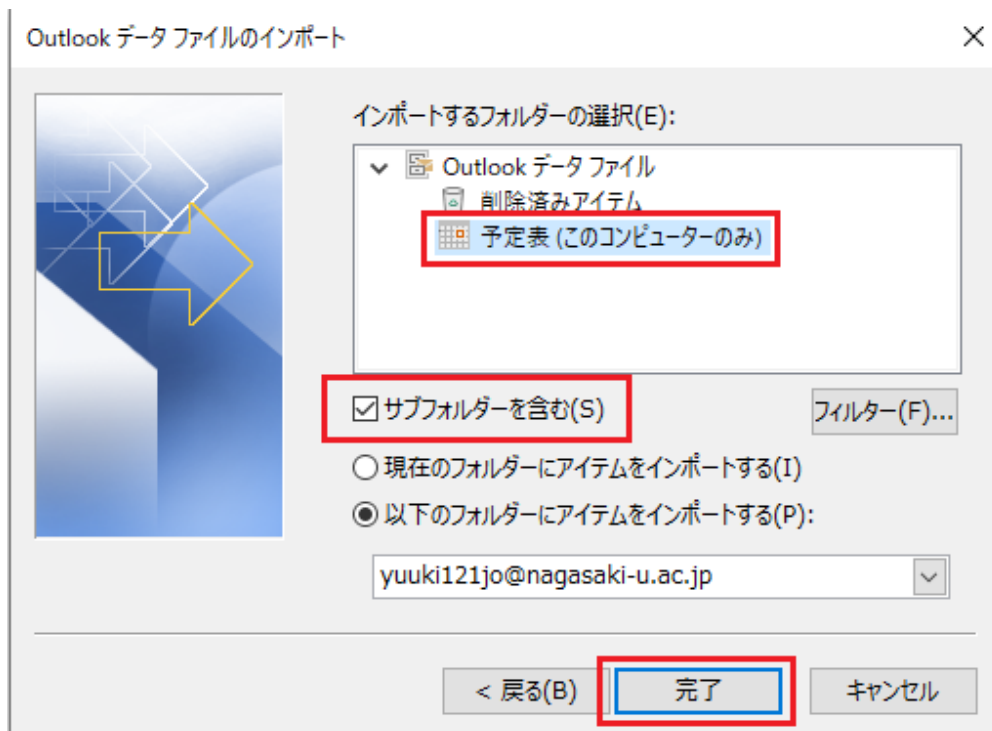 Outlook データ ファイルのインポート
インポートするフォルダーの選択(E):
Outlook データ ファイル
削除済みアイテム
予定表 (このコンピューターのみ)
サブフォルダーを含む(S)
フィルター(F)...
現在のフォルダーにアイテムをインポートする(I)
以下のフォルダーにアイテムをインポートする(P):
yuuki121jo@nagasaki-u.ac.jp
< 戻る(B)
完了
キャンセル